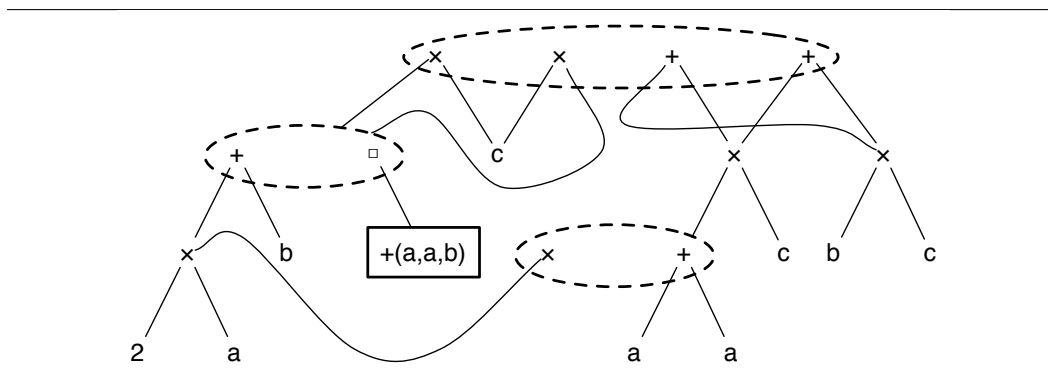 × × + +
+ □ c × ×
× b +(a,a,b) × + c b c
2 a a a